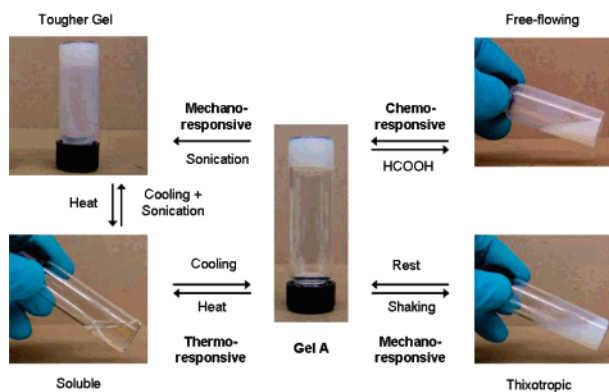 Tougher Gel
Free-flowing
Mechano-
responsive
Sonication
Chemo-
responsive
HCOOH
Heat
Cooling +
Sonication
Cooling
Heat
Thermo-
responsive
Rest
Shaking
Mechano-
responsive
Gel A
Soluble
Thixotropic